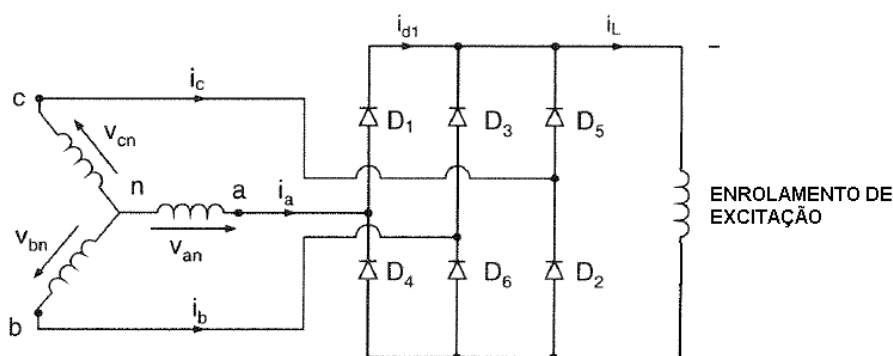 i_d1
i_L
–
c
i_c
D_1
D_3
D_5
v_cn
n
a
i_a
v_an
v_bn
ENROLAMENTO DE
EXCITAÇÃO
D_4
D_6
D_2
b
i_b